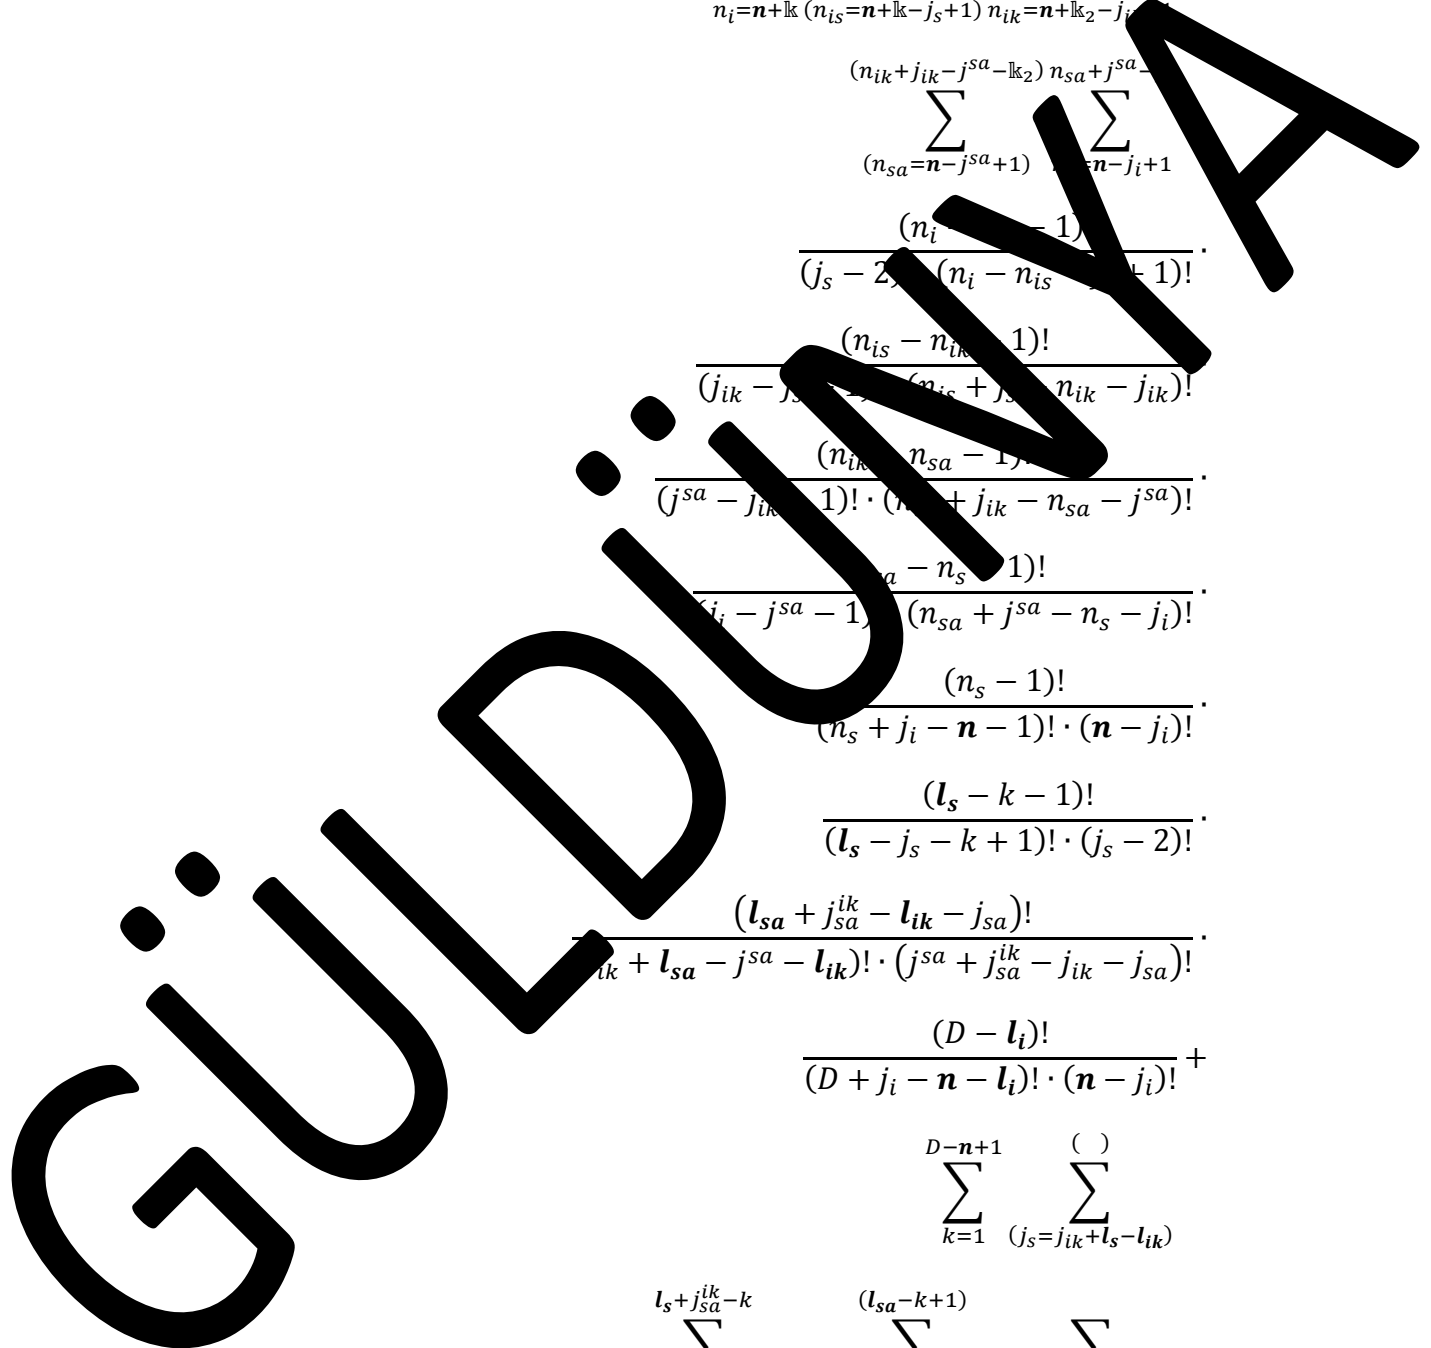 n_i=n+𝕜 (n_is=n+𝕜−j_s+1) n_ik=n+𝕜_2−j
(n_ik+j_ik−j^sa−𝕜_2) n_sa+j^sa−
∑ ∑
(n_sa=n−j^sa+1) =n−j_i+1
(n_i − 1)
(j_s − 2 (n_i − n_is + 1)! ·
(n_is − n_ik 1)!
(j_ik − j_s (n_is + j_s n_ik − j_ik)!
(n_ik n_sa − 1)
(j^sa − j_ik 1)! · ( + j_ik − n_sa − j^sa)! ·
− n_s 1)!
j_i − j^sa − 1) (n_sa + j^sa − n_s − j_i)! ·
(n_s − 1)!
(n_s + j_i − n − 1)! · (n − j_i)! ·
(l_s − k − 1)!
(l_s − j_s − k + 1)! · (j_s − 2)! ·
(l_sa + j_sa^ik − l_ik − j_sa)!
ik + l_sa − j^sa − l_ik)! · (j^sa + j_sa^ik − j_ik − j_sa)! ·
(D − l_i)!
(D + j_i − n − l_i)! · (n − j_i)! +
D−n+1 ( )
∑ ∑
k=1 (j_s=j_ik+l_s−l_ik)
l_s+j_sa^ik−k (l_sa−k+1)
∑ ∑ ∑
GÜLDÜNYA